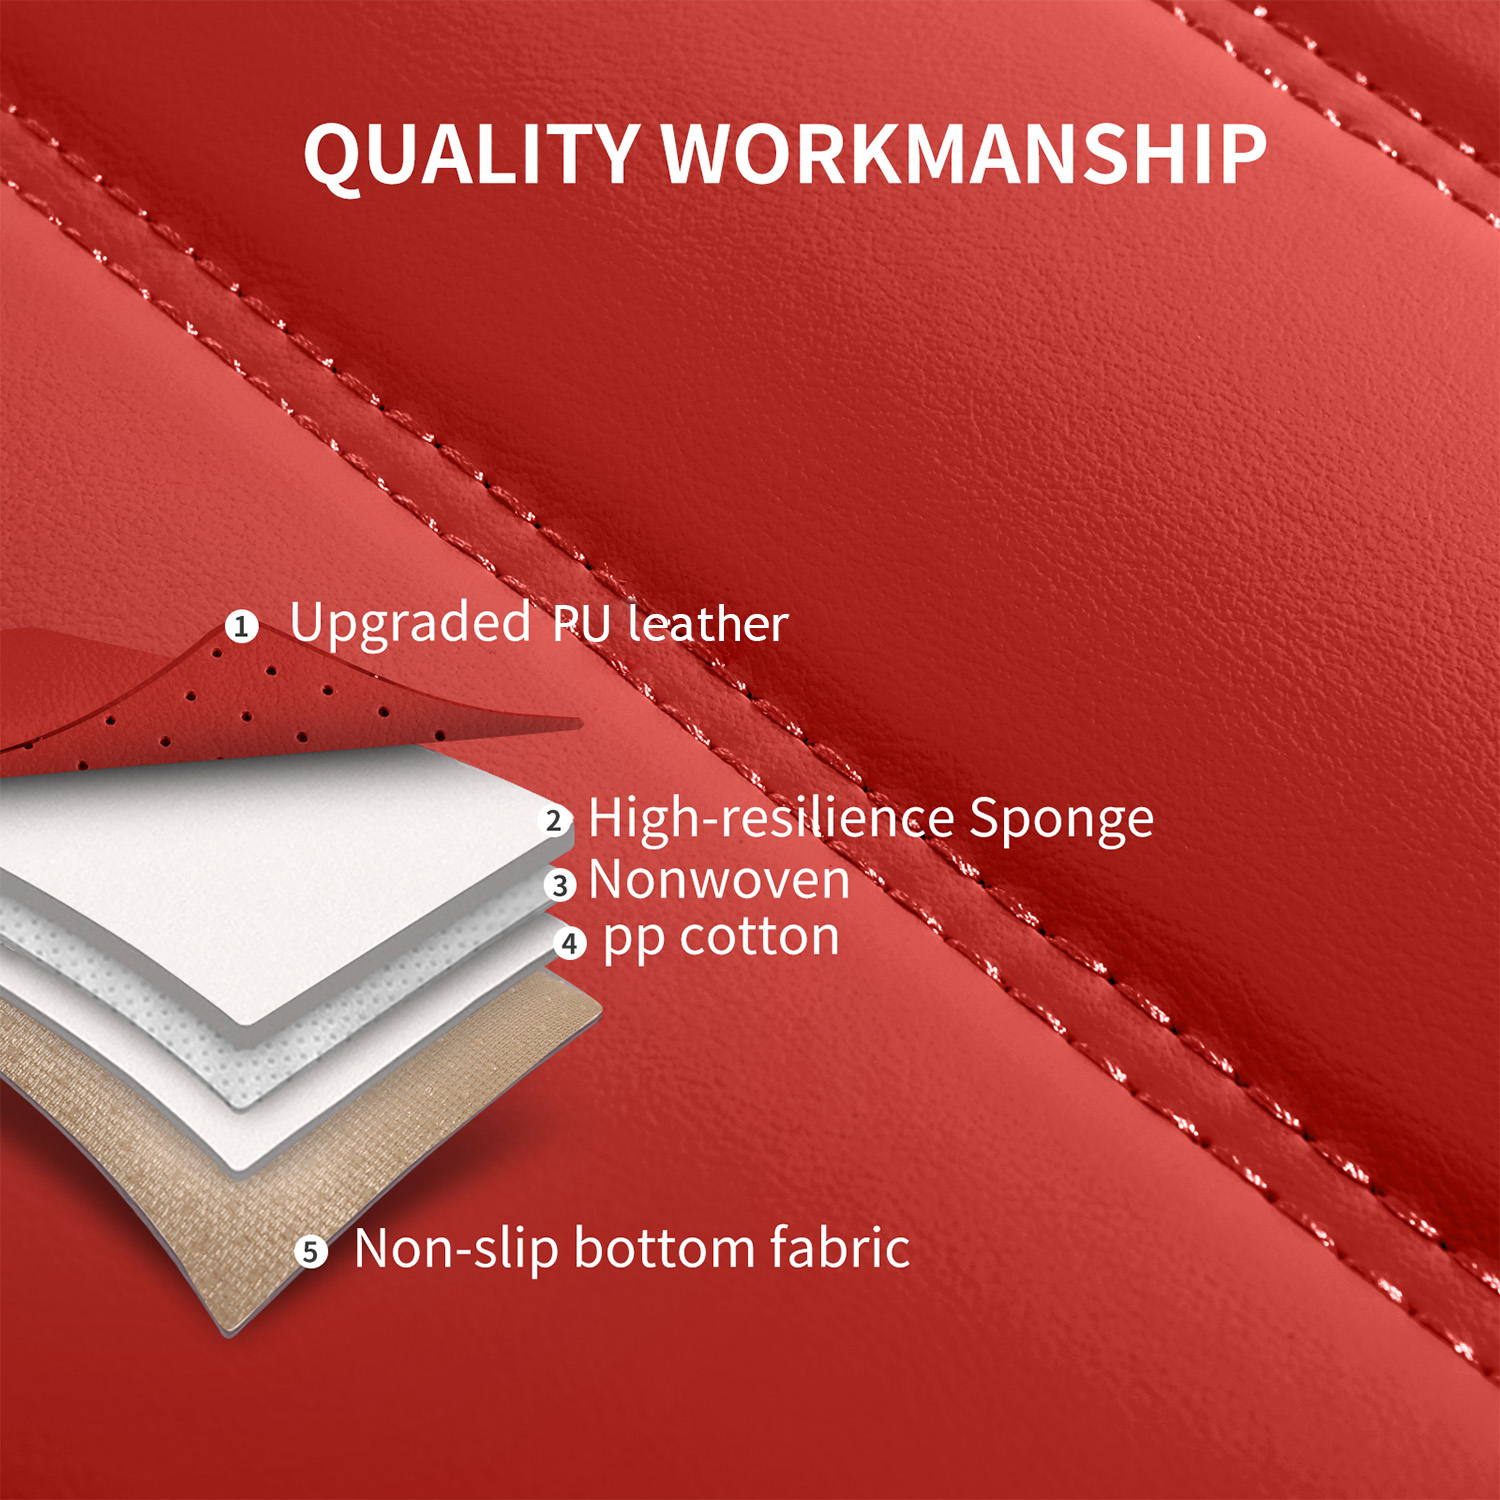 QUALITY WORKMANSHIP
1 Upgraded PU leather
2 High-resilience Sponge
3 Nonwoven
4 pp cotton
5 Non-slip bottom fabric